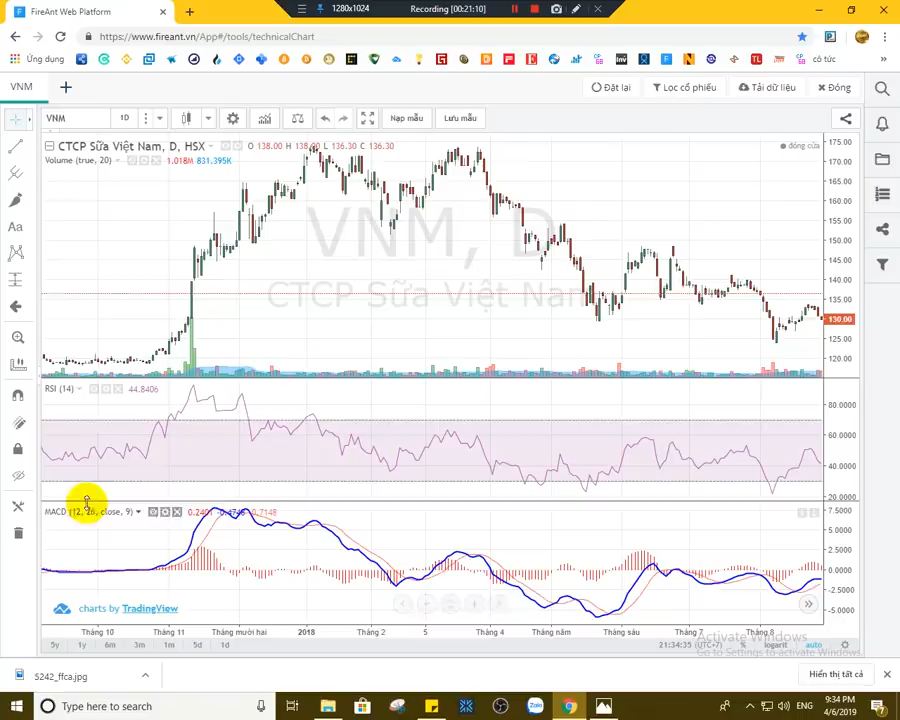 FireAnt Web Platform
1280x1024
Recording [00:21:10]
https://www.fireant.vn/App#/tools/technicalChart
Ứng dụng
cổ tức
VNM
Đặt lại
Lọc cổ phiếu
Tải dữ liệu
Đóng
VNM
1D
Nạp mẫu
Lưu mẫu
CTCP Sữa Việt Nam, D, HSX
O 138.00 H 138.00 L 136.30 C 136.30
đóng cửa
Volume (true, 20)
1.018M 831.395K
VNM, D
CTCP Sữa Việt Nam
175.00
170.00
165.00
160.00
155.00
150.00
145.00
140.00
135.00
130.00
125.00
120.00
RSI (14)
44.8406
80.0000
60.0000
40.0000
20.0000
MACD (12, 26, close, 9)
7.5000
5.0000
2.5000
0.0000
-2.5000
-5.0000
charts by TradingView
Tháng 10
Tháng 11
Tháng mười hai
2018
Tháng 2
5
Tháng 4
Tháng năm
Tháng sáu
Tháng 7
Tháng 8
5y
1y
6m
3m
1m
5d
1d
21:34:35 (UTC+7)
%
logarit
auto
Activate Windows
Go to Settings to activate Windows.
5242_ffca.jpg
Hiển thị tất cả
Type here to search
ENG
9:34 PM
4/6/2019